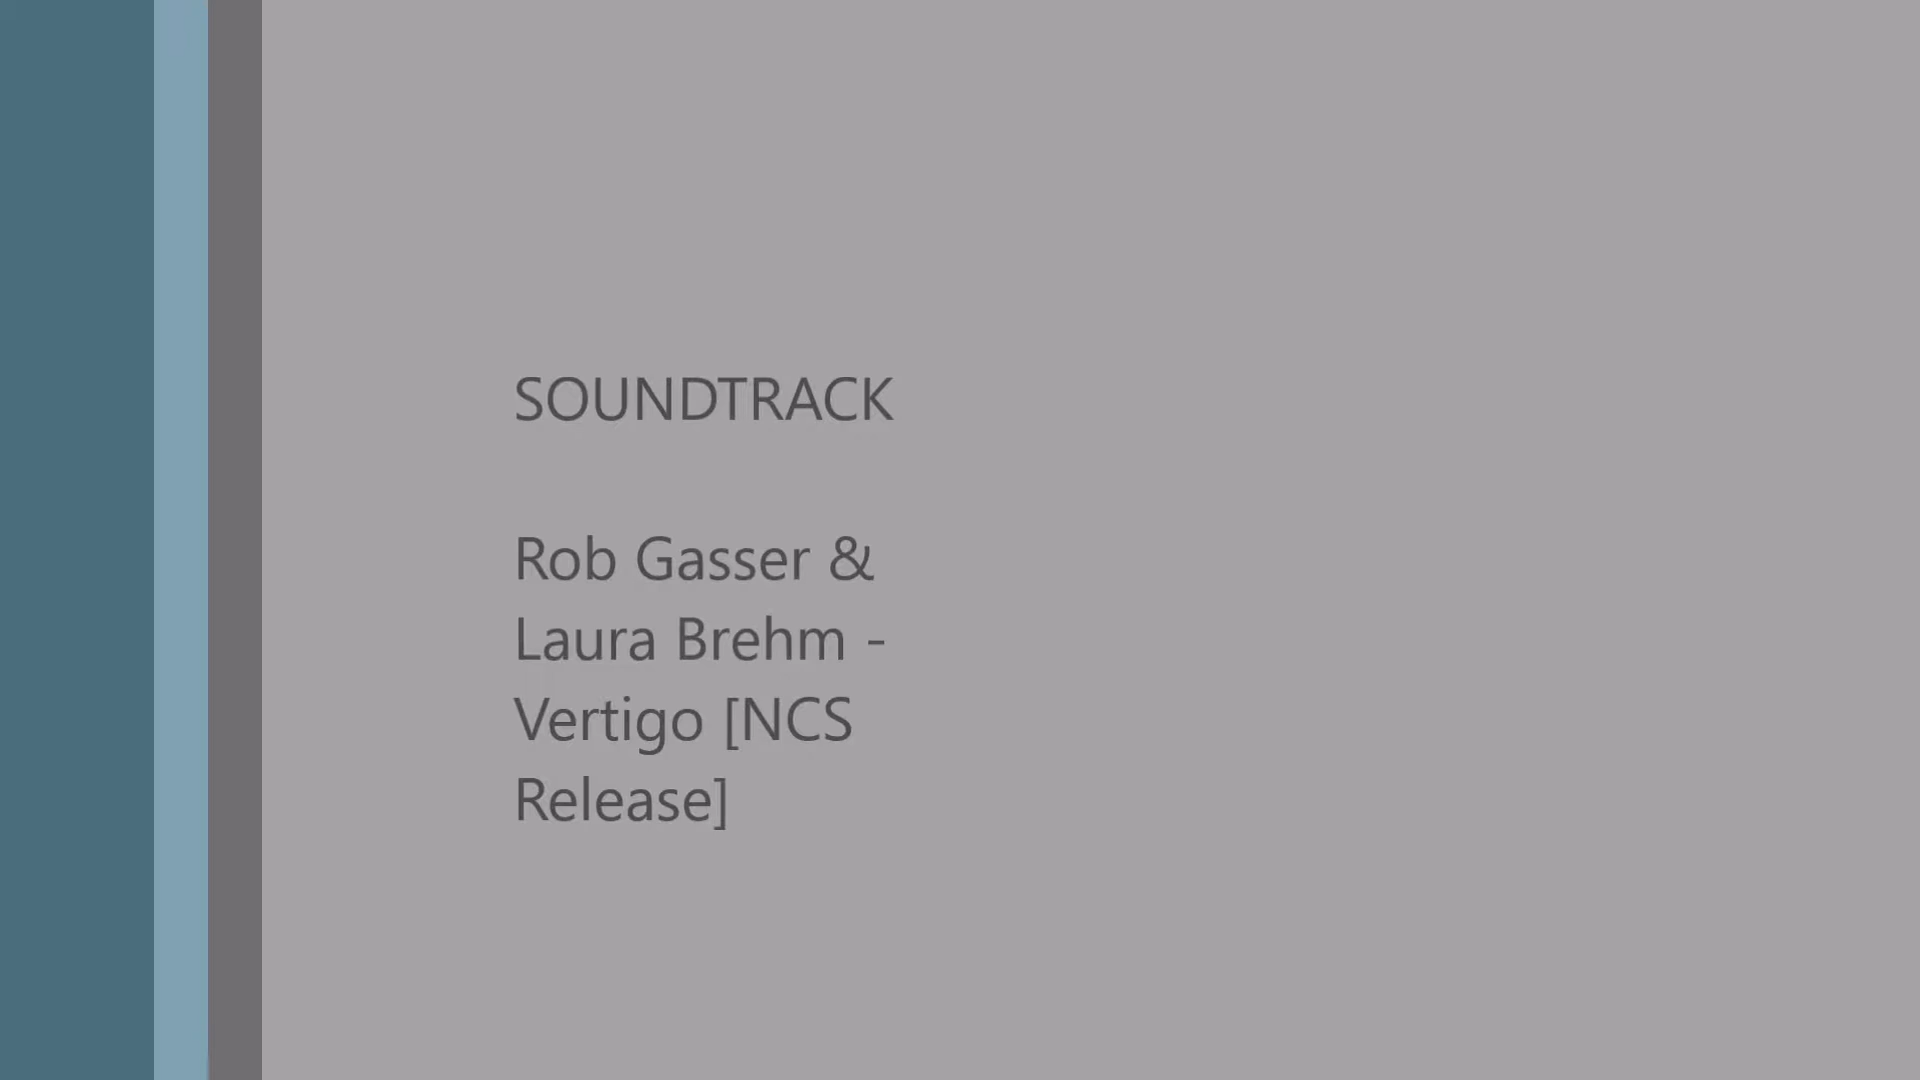 SOUNDTRACK
Rob Gasser &
Laura Brehm -
Vertigo [NCS
Release]